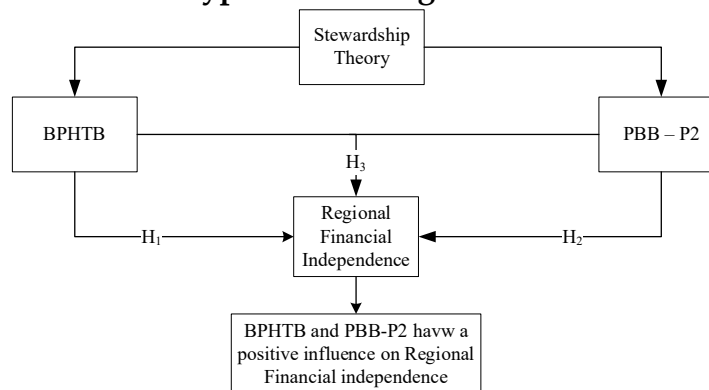 Stewardship
Theory
BPHTB
PBB – P2
H3
Regional
Financial
Independence
H1
H2
BPHTB and PBB-P2 havw a
positive influence on Regional
Financial independence